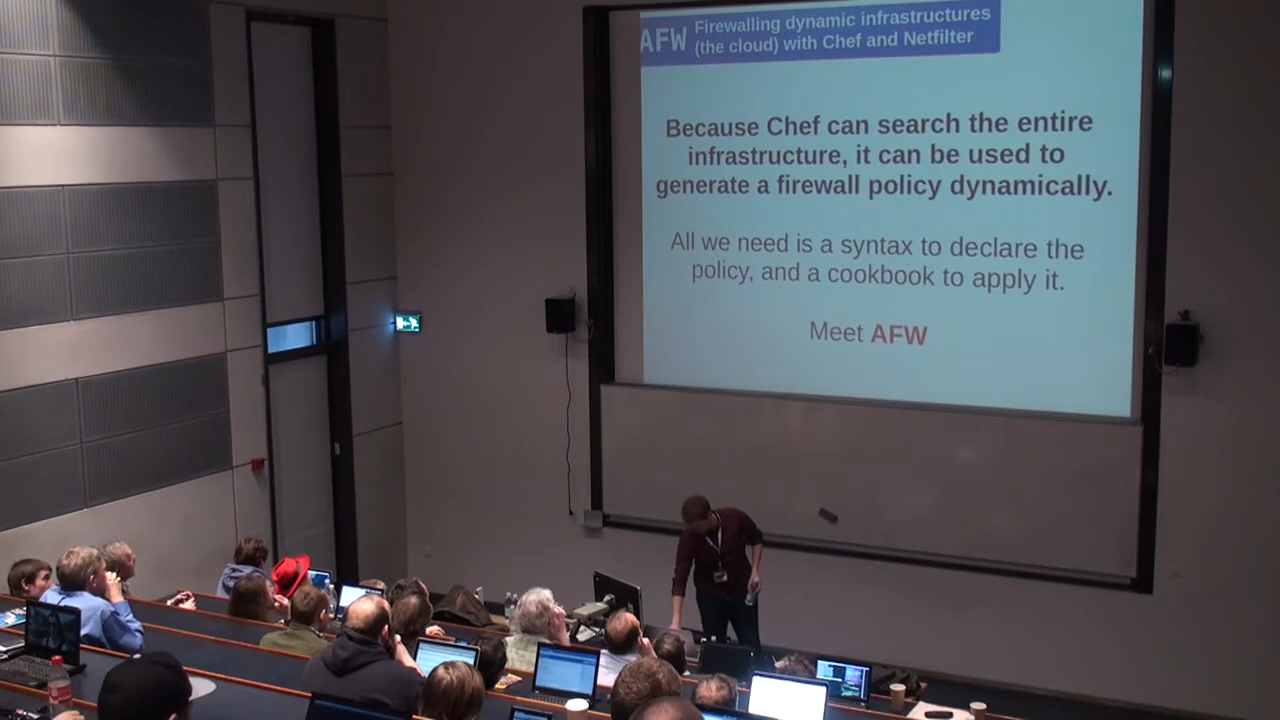 AFW
Firewalling dynamic infrastructures
(the cloud) with Chef and Netfilter
Because Chef can search the entire
infrastructure, it can be used to
generate a firewall policy dynamically.
All we need is a syntax to declare the
policy, and a cookbook to apply it.
Meet AFW